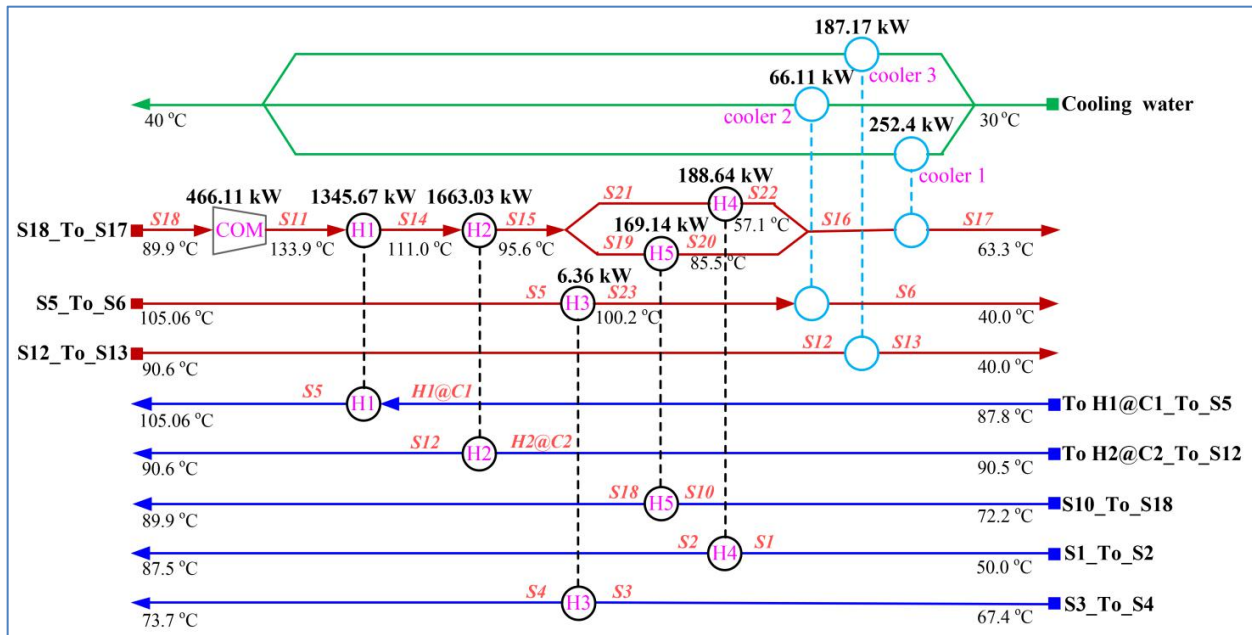 187.17 kW
cooler 3
66.11 kW
cooler 2
40 °C
30 °C
Cooling water
252.4 kW
cooler 1
466.11 kW
1345.67 kW
1663.03 kW
188.64 kW
S18_To_S17
S18
COM
S11
H1
S14
H2
S15
S21
H4
S22
S16
S17
89.9 °C
133.9 °C
111.0 °C
95.6 °C
57.1 °C
63.3 °C
169.14 kW
S19
H5
S20
85.5 °C
6.36 kW
S5_To_S6
S5
H3
S23
S6
105.06 °C
100.2 °C
40.0 °C
S12_To_S13
S12
S13
90.6 °C
40.0 °C
S5
H1
H1@C1
To H1@C1_To_S5
105.06 °C
87.8 °C
S12
H2
H2@C2
To H2@C2_To_S12
90.6 °C
90.5 °C
S18
H5
S10
S10_To_S18
89.9 °C
72.2 °C
S2
H4
S1
S1_To_S2
87.5 °C
50.0 °C
S4
H3
S3
S3_To_S4
73.7 °C
67.4 °C